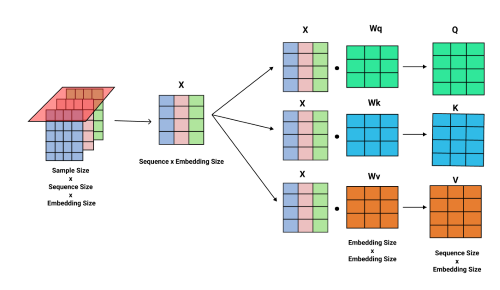 X
Wq
Q
X
X
Wk
K
Sequence x Embedding Size
Sample Size
x
Sequence Size
x
Embedding Size
X
Wv
V
Embedding Size
x
Embedding Size
Sequence Size
x
Embedding Size